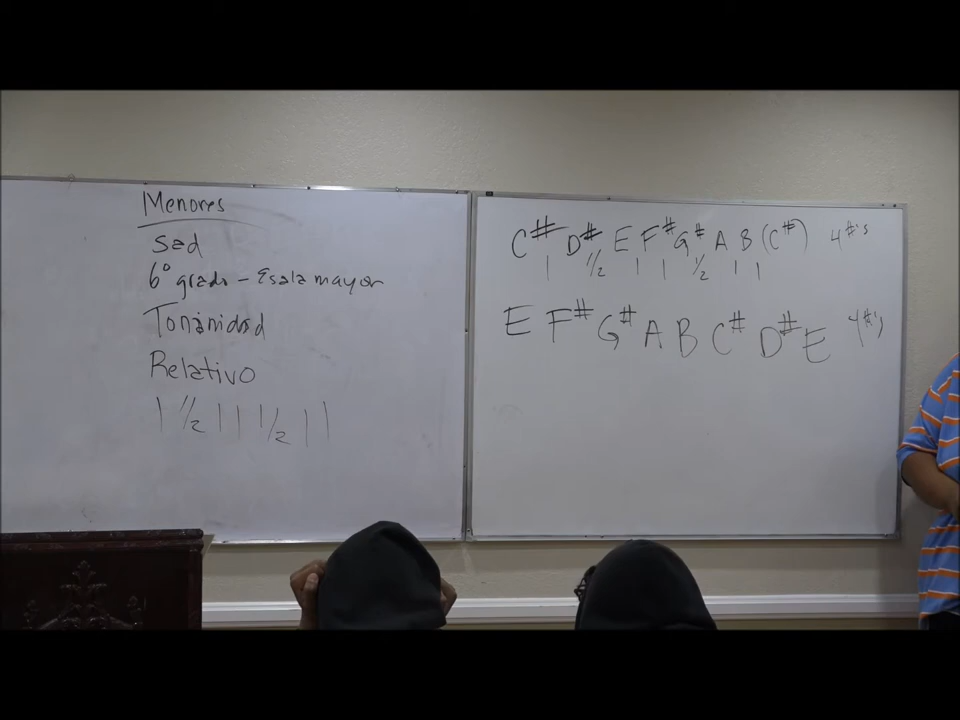 Menores
Sad
6° grado - Esala mayor
Tonanidad
Relativo
1 1/2 1 1 1/2 1 1
C# D# E F# G# A B (C#) 4 #'s
1 1/2 1 1 1/2 1 1
E F# G# A B C# D# E 4#'s